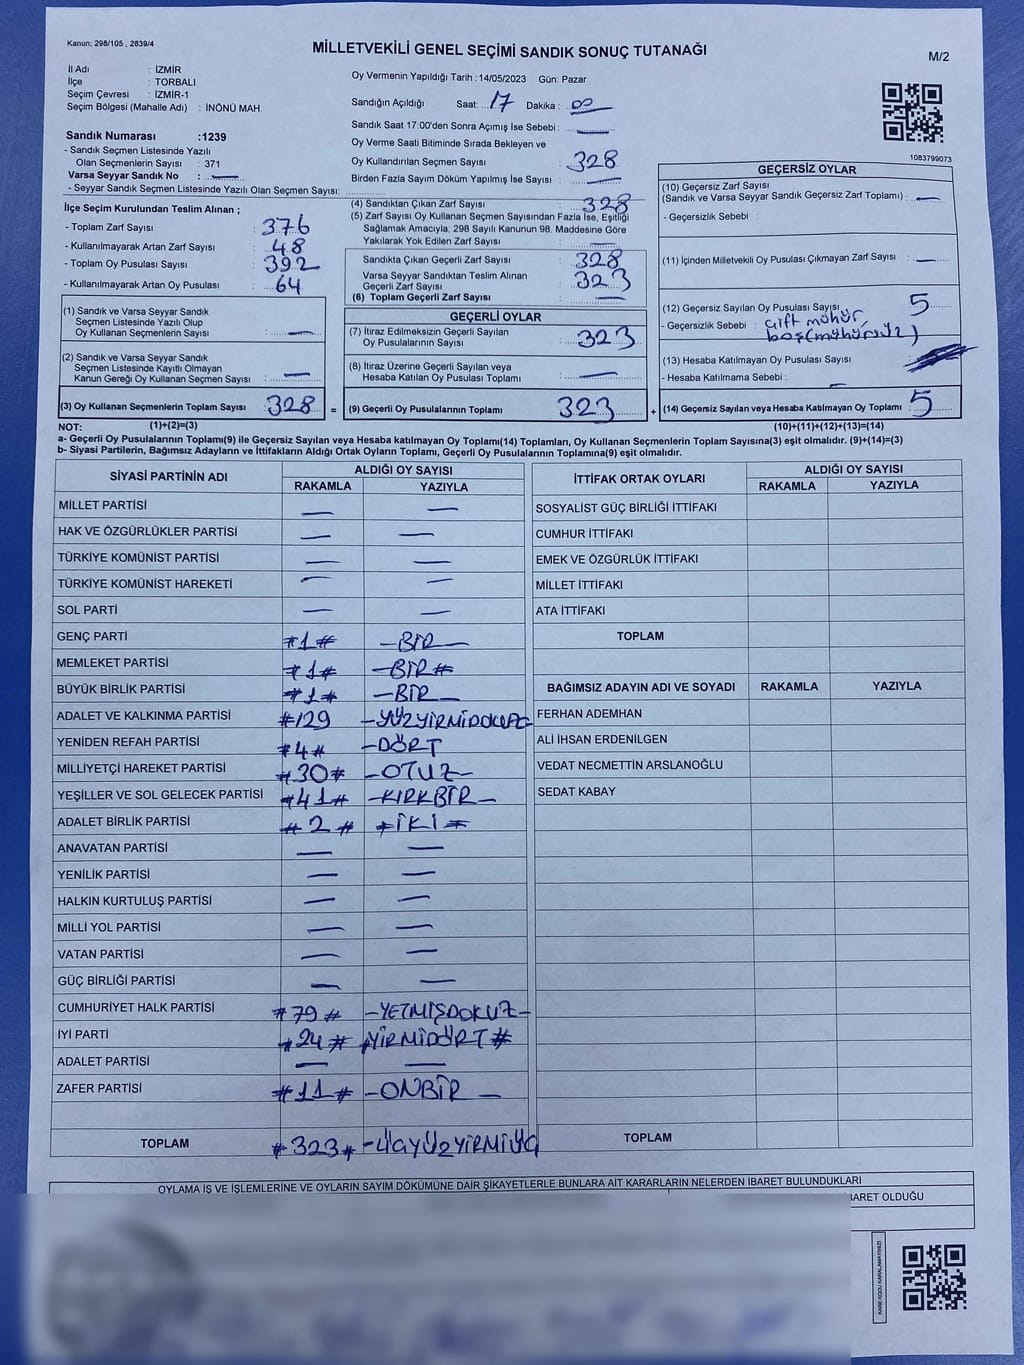 Kanun; 298/105 , 2839/4
MİLLETVEKİLİ GENEL SEÇİMİ SANDIK SONUÇ TUTANAĞI
M/2
İl Adı : İZMİR
İlçe : TORBALI
Seçim Çevresi : İZMİR-1
Seçim Bölgesi (Mahalle Adı) : İNÖNÜ MAH.
Sandık Numarası :1239
- Sandık Seçmen Listesinde Yazılı
Olan Seçmenlerin Sayısı : 371
Varsa Seyyar Sandık No : —
- Seyyar Sandık Seçmen Listesinde Yazılı Olan Seçmen Sayısı:
Oy Vermenin Yapıldığı Tarih :14/05/2023 Gün: Pazar
Sandığın Açıldığı Saat: 17 Dakika : 00
Sandık Saat 17:00'den Sonra Açımış İse Sebebi : —
Oy Verme Saati Bitiminde Sırada Bekleyen ve
Oy Kullandırılan Seçmen Sayısı : 328
Birden Fazla Sayım Döküm Yapılmış İse Sayısı : —
1083799073
İlçe Seçim Kurulundan Teslim Alınan ;
- Toplam Zarf Sayısı : 376
- Kullanılmayarak Artan Zarf Sayısı : 48
- Toplam Oy Pusulası Sayısı : 392
- Kullanılmayarak Artan Oy Pusulası : 64
(1) Sandık ve Varsa Seyyar Sandık
Seçmen Listesinde Yazılı Olup
Oy Kullanan Seçmenlerin Sayısı : —
(2) Sandık ve Varsa Seyyar Sandık
Seçmen Listesinde Kayıtlı Olmayan
Kanun Gereği Oy Kullanan Seçmen Sayısı : —
(3) Oy Kullanan Seçmenlerin Toplam Sayısı : 328 =
(4) Sandıktan Çıkan Zarf Sayısı : 328
(5) Zarf Sayısı Oy Kullanan Seçmen Sayısından Fazla İse, Eşitliği
Sağlamak Amacıyla; 298 Sayılı Kanunun 98. Maddesine Göre
Yakılarak Yok Edilen Zarf Sayısı : —
Sandıkta Çıkan Geçerli Zarf Sayısı : 328
Varsa Seyyar Sandıktan Teslim Alınan
Geçerli Zarf Sayısı : 323
(6) Toplam Geçerli Zarf Sayısı : —
GEÇERLİ OYLAR
(7) İtiraz Edilmeksizin Geçerli Sayılan
Oy Pusulalarının Sayısı : 323
(8) İtiraz Üzerine Geçerli Sayılan veya
Hesaba Katılan Oy Pusulası Toplamı : —
(9) Geçerli Oy Pusulalarının Toplamı : 323 +
GEÇERSİZ OYLAR
(10) Geçersiz Zarf Sayısı
(Sandık ve Varsa Seyyar Sandık Geçersiz Zarf Toplamı) : —
- Geçersizlik Sebebi :
(11) İçinden Milletvekili Oy Pusulası Çıkmayan Zarf Sayısı : —
(12) Geçersiz Sayılan Oy Pusulası Sayısı : 5
- Geçersizlik Sebebi : çift mühür,
boş(mühürsüz)
(13) Hesaba Katılmayan Oy Pusulası Sayısı :
- Hesaba Katılmama Sebebi : —
(14) Geçersiz Sayılan veya Hesaba Katılmayan Oy Toplamı : 5
NOT: (1)+(2)=(3) (10)+(11)+(12)+(13)=(14)
a- Geçerli Oy Pusulalarının Toplamı(9) ile Geçersiz Sayılan veya Hesaba katılmayan Oy Toplamı(14) Toplamları, Oy Kullanan Seçmenlerin Toplam Sayısına(3) eşit olmalıdır. (9)+(14)=(3)
b- Siyasi Partilerin, Bağımsız Adayların ve İttifakların Aldığı Ortak Oyların Toplamı, Geçerli Oy Pusulalarının Toplamına(9) eşit olmalıdır.
SİYASİ PARTİNİN ADI ALDIĞI OY SAYISI
RAKAMLA YAZIYLA
MİLLET PARTİSİ — —
HAK VE ÖZGÜRLÜKLER PARTİSİ — —
TÜRKİYE KOMÜNİST PARTİSİ — —
TÜRKİYE KOMÜNİST HAREKETİ — —
SOL PARTİ — —
GENÇ PARTİ #1# —BİR—
MEMLEKET PARTİSİ #1# —BİR#
BÜYÜK BİRLİK PARTİSİ #1# —BİR—
ADALET VE KALKINMA PARTİSİ #129 —YÜZYİRMİDOKUZ—
YENİDEN REFAH PARTİSİ #4# —DÖRT
MİLLİYETÇİ HAREKET PARTİSİ #30# —OTUZ—
YEŞİLLER VE SOL GELECEK PARTİSİ #41# —KIRKBİR—
ADALET BİRLİK PARTİSİ #2# #İKİ#
ANAVATAN PARTİSİ — —
YENİLİK PARTİSİ — —
HALKIN KURTULUŞ PARTİSİ — —
MİLLİ YOL PARTİSİ — —
VATAN PARTİSİ — —
GÜÇ BİRLİĞİ PARTİSİ — —
CUMHURİYET HALK PARTİSİ #79# —YETMİŞDOKUZ—
İYİ PARTİ #24# #YİRMİDÖRT#
ADALET PARTİSİ — —
ZAFER PARTİSİ #11# —ONBİR—
TOPLAM #323# —ÜÇYÜZYİRMİÜÇ
İTTİFAK ORTAK OYLARI ALDIĞI OY SAYISI
RAKAMLA YAZIYLA
SOSYALİST GÜÇ BİRLİĞİ İTTİFAKI
CUMHUR İTTİFAKI
EMEK VE ÖZGÜRLÜK İTTİFAKI
MİLLET İTTİFAKI
ATA İTTİFAKI
TOPLAM
BAĞIMSIZ ADAYIN ADI VE SOYADI RAKAMLA YAZIYLA
FERHAN ADEMHAN
ALİ İHSAN ERDENİLGEN
VEDAT NECMETTİN ARSLANOĞLU
SEDAT KABAY
TOPLAM
OYLAMA İŞ VE İŞLEMLERİNE VE OYLARIN SAYIM DÖKÜMÜNE DAİR ŞİKAYETLERLE BUNLARA AİT KARARLARIN NELERDEN İBARET BULUNDUKLARI
İBARET OLDUĞU
KARE KODU KARALAMAYINIZ!